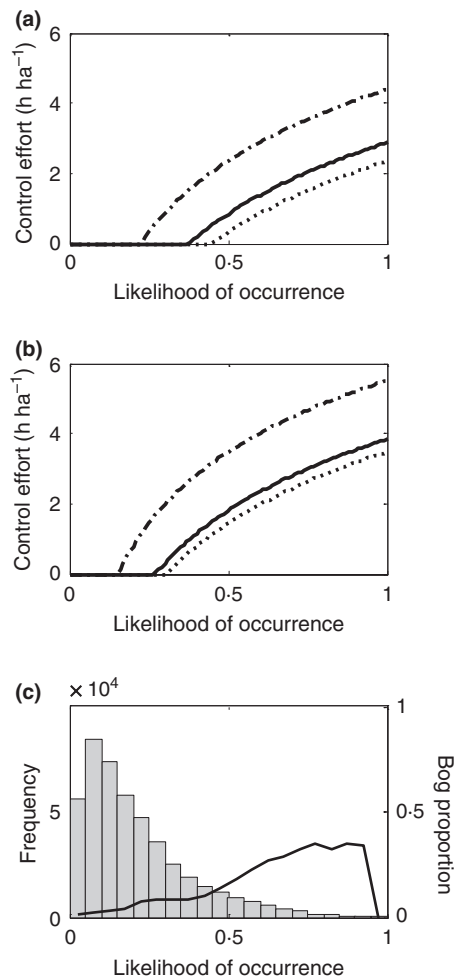 (a)
6
4
2
0
Control effort (h ha⁻¹)
0 0·5 1
Likelihood of occurrence
(b)
6
4
2
0
Control effort (h ha⁻¹)
0 0·5 1
Likelihood of occurrence
(c)
× 10⁴
5
0
Frequency
1
0·5
0
Bog proportion
0 0·5 1
Likelihood of occurrence